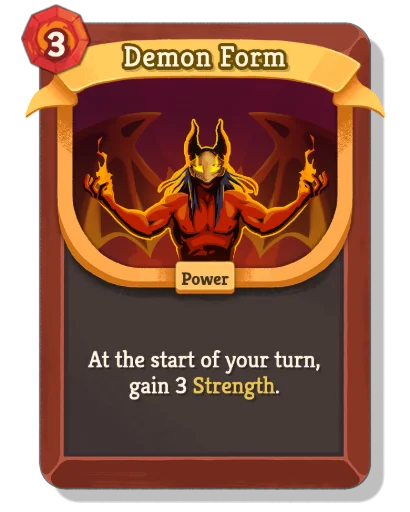 3
Demon Form
Power
At the start of your turn,
gain 3 Strength.